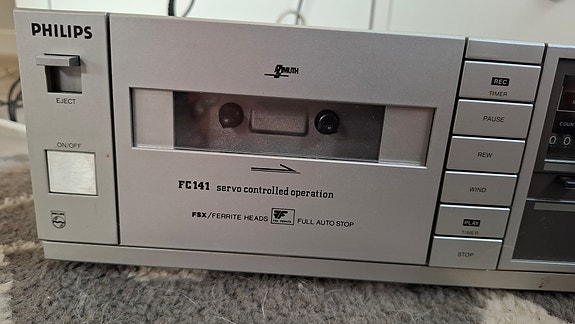 PHILIPS
EJECT
ON/OFF
AZIMUTH
FC141 servo controlled operation
FSX/FERRITE HEADS FULL AUTO STOP
REC
TIMER
PAUSE
REW
WIND
PLAY
TIMER
STOP
COUN